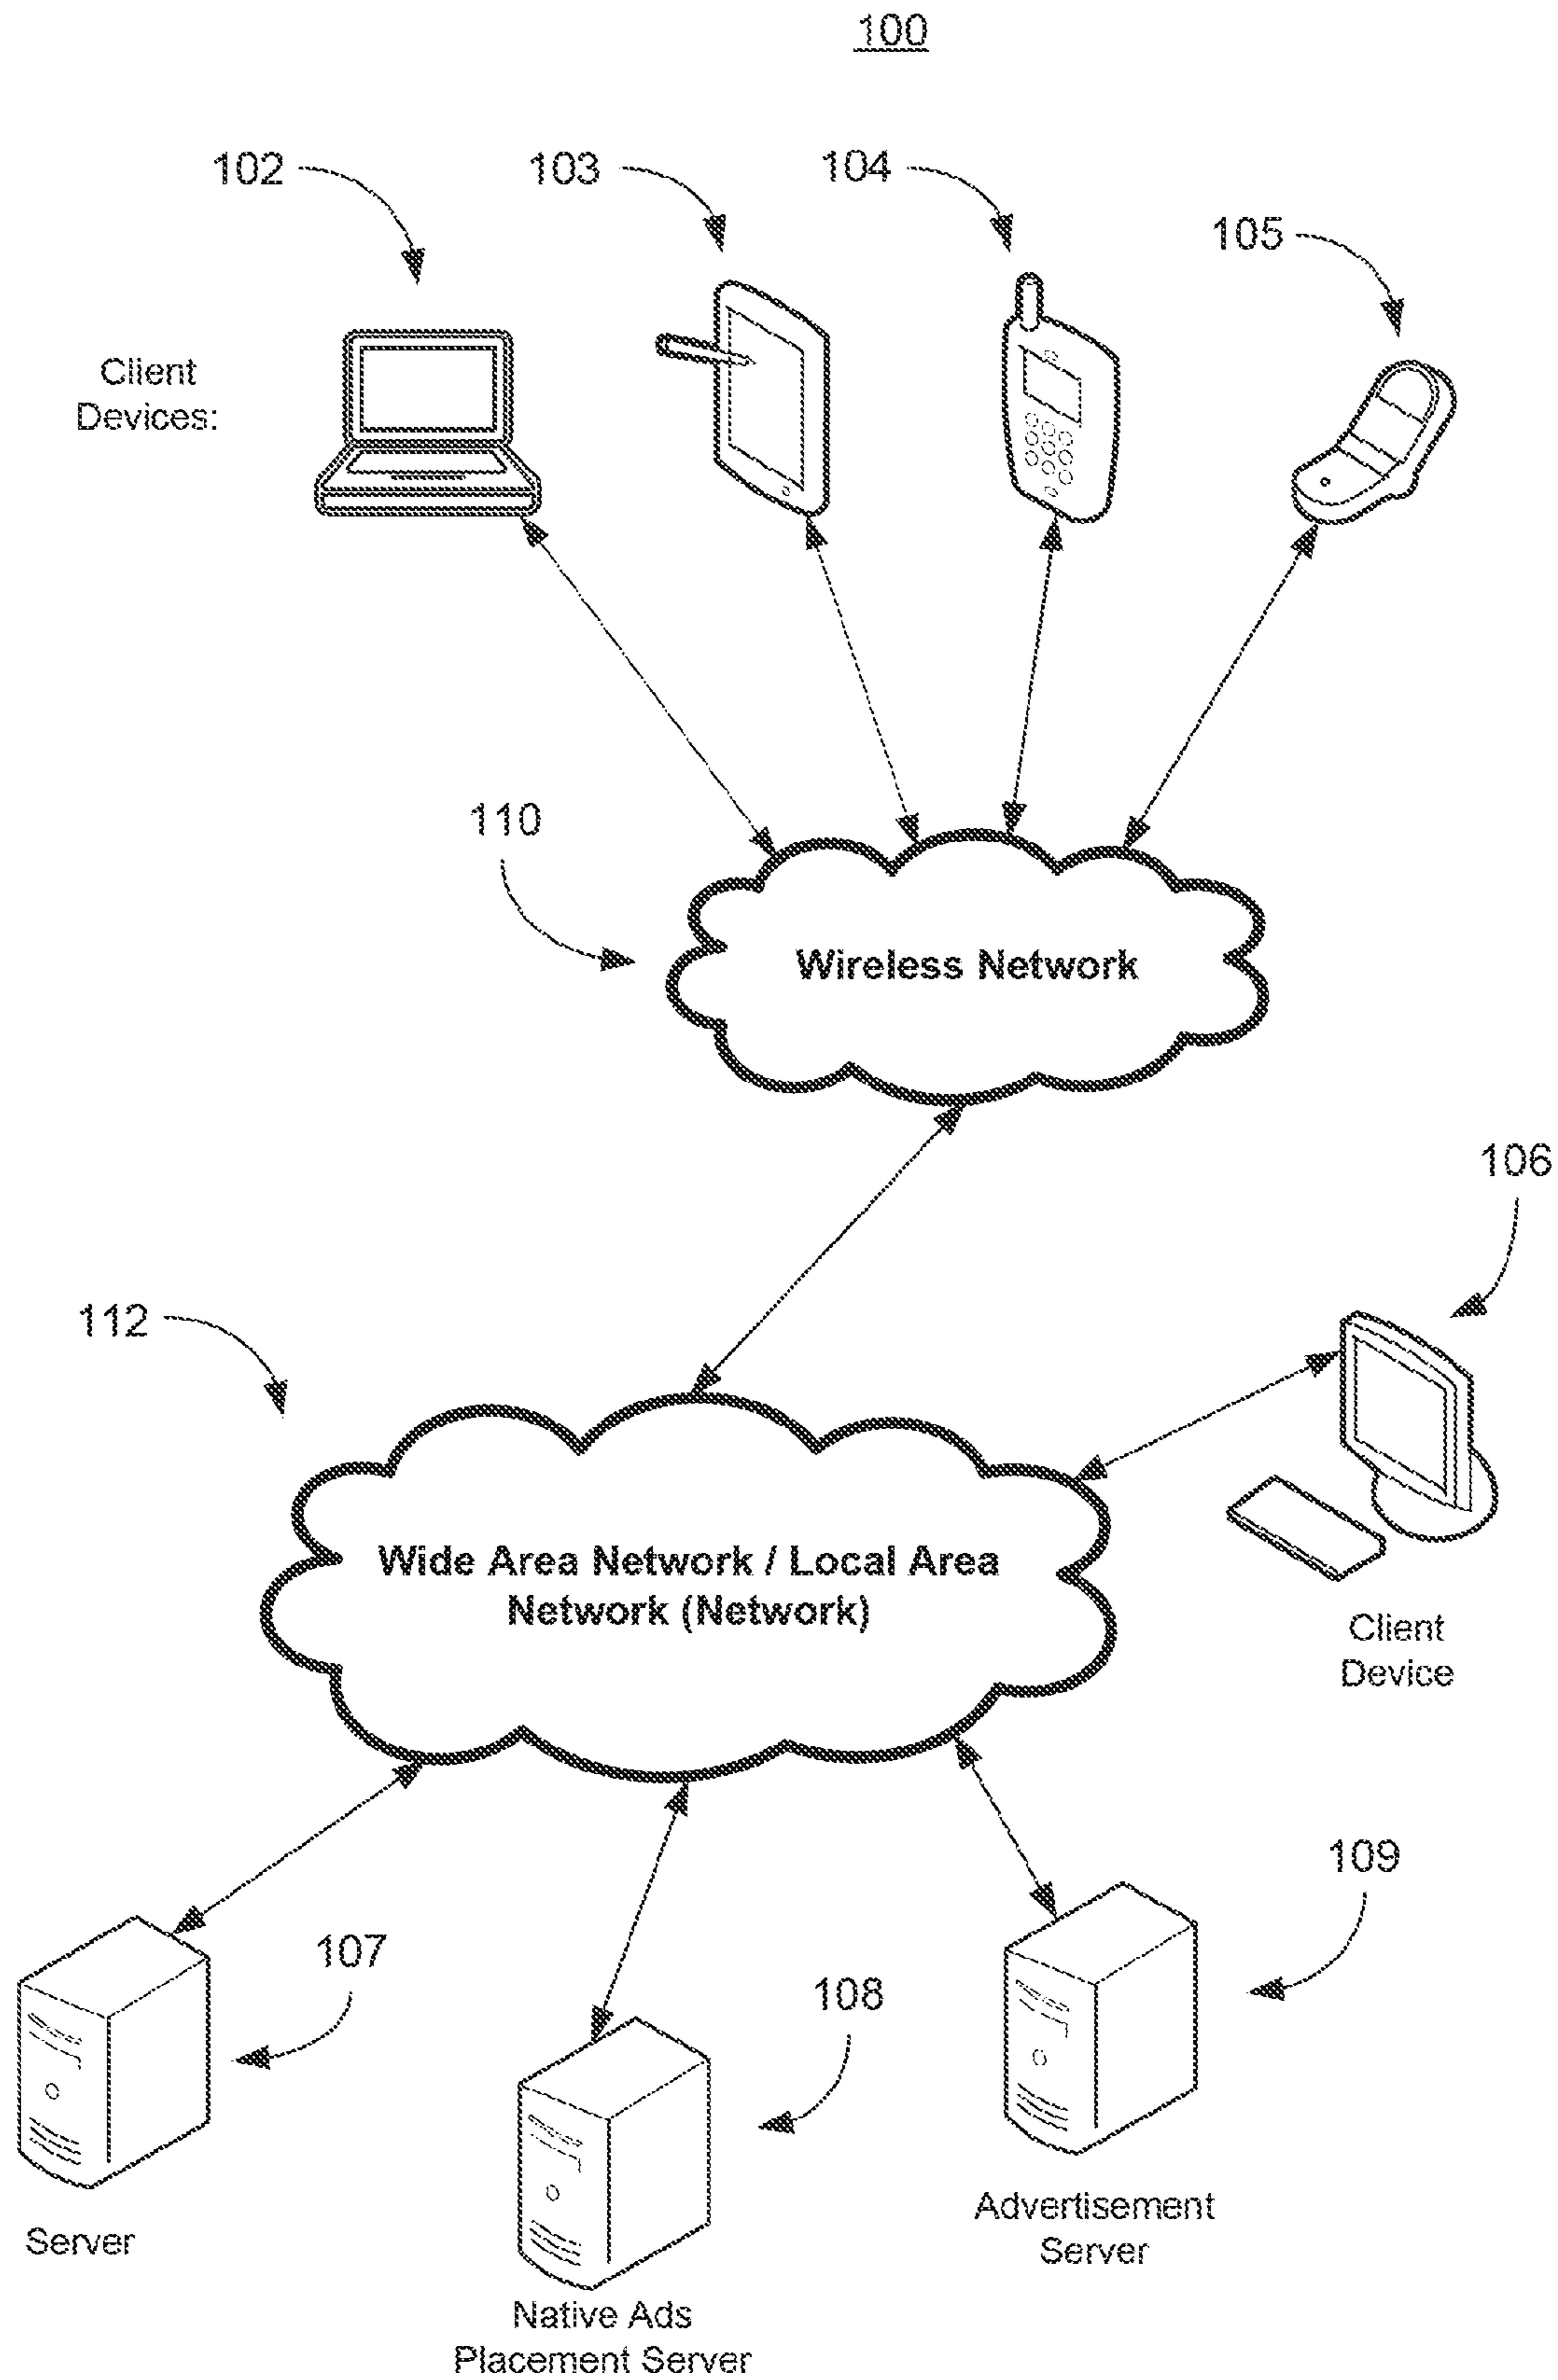 100
102
103
104
105
Client
Devices:
110
Wireless Network
106
112
Wide Area Network / Local Area
Network (Network)
Client
Device
109
107
108
Server
Advertisement
Server
Native Ads
Placement Server